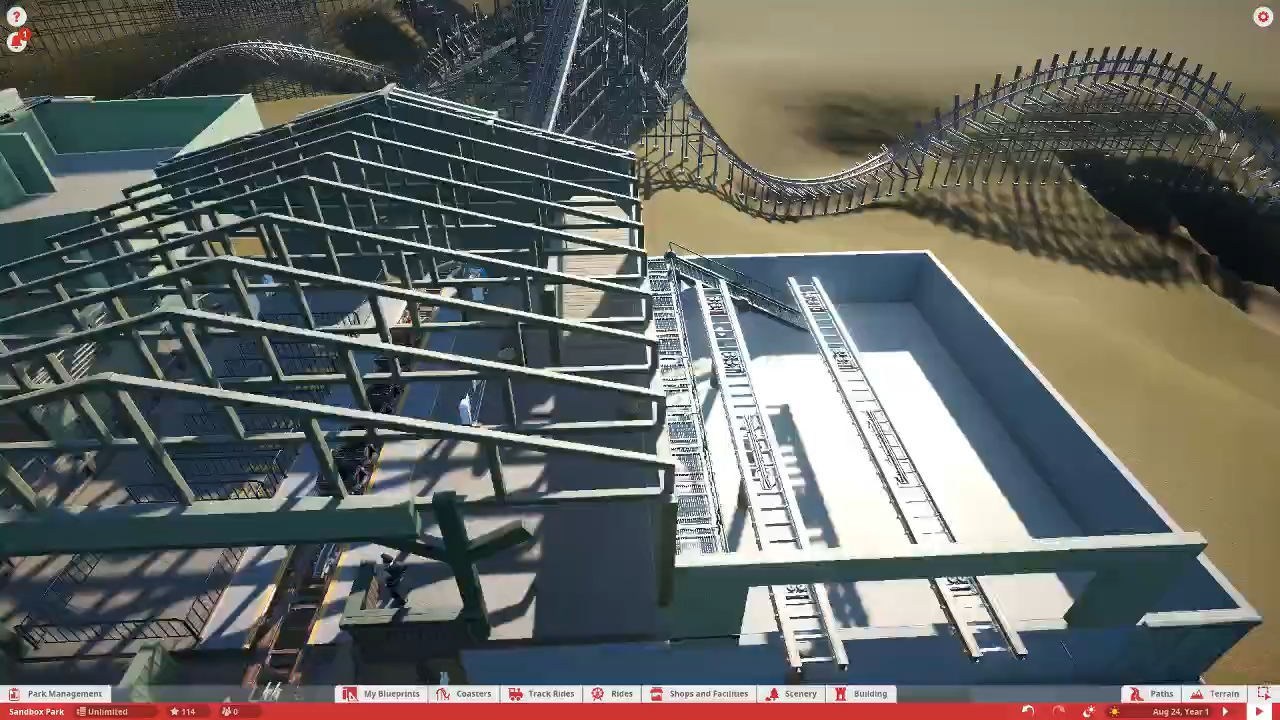 ?
1
Park Management
My Blueprints
Coasters
Track Rides
Rides
Shops and Facilities
Scenery
Building
Paths
Terrain
Sandbox Park
Unlimited
114
0
Aug 24, Year 1